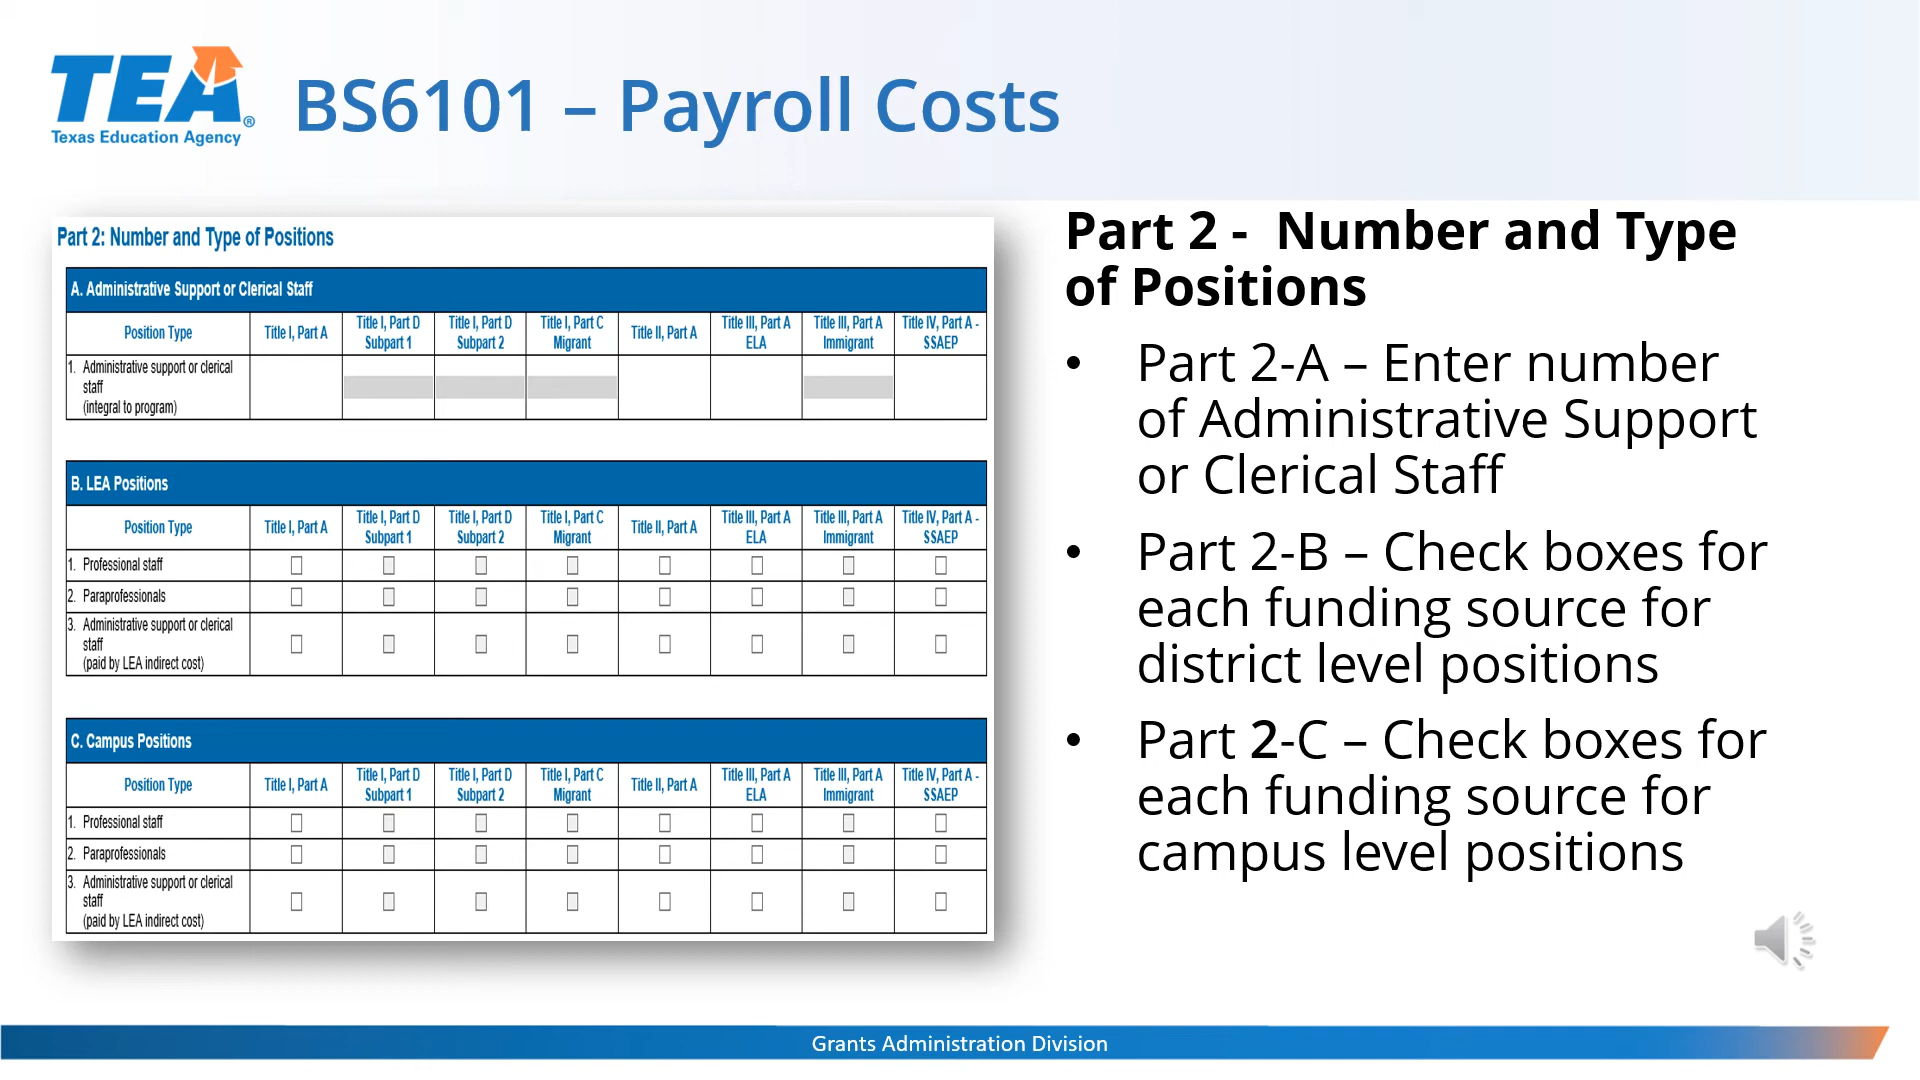 TEA®
Texas Education Agency
BS6101 – Payroll Costs
Part 2: Number and Type of Positions
A. Administrative Support or Clerical Staff
Position Type
Title I, Part A
Title I, Part D
Subpart 1
Title I, Part D
Subpart 2
Title I, Part C
Migrant
Title II, Part A
Title III, Part A
ELA
Title III, Part A
Immigrant
Title IV, Part A -
SSAEP
1. Administrative support or clerical
staff
(integral to program)
B. LEA Positions
Position Type
Title I, Part A
Title I, Part D
Subpart 1
Title I, Part D
Subpart 2
Title I, Part C
Migrant
Title II, Part A
Title III, Part A
ELA
Title III, Part A
Immigrant
Title IV, Part A -
SSAEP
1. Professional staff
2. Paraprofessionals
3. Administrative support or clerical
staff
(paid by LEA indirect cost)
C. Campus Positions
Position Type
Title I, Part A
Title I, Part D
Subpart 1
Title I, Part D
Subpart 2
Title I, Part C
Migrant
Title II, Part A
Title III, Part A
ELA
Title III, Part A
Immigrant
Title IV, Part A -
SSAEP
1. Professional staff
2. Paraprofessionals
3. Administrative support or clerical
staff
(paid by LEA indirect cost)
Part 2 - Number and Type
of Positions
• Part 2-A – Enter number
of Administrative Support
or Clerical Staff
• Part 2-B – Check boxes for
each funding source for
district level positions
• Part 2-C – Check boxes for
each funding source for
campus level positions
Grants Administration Division